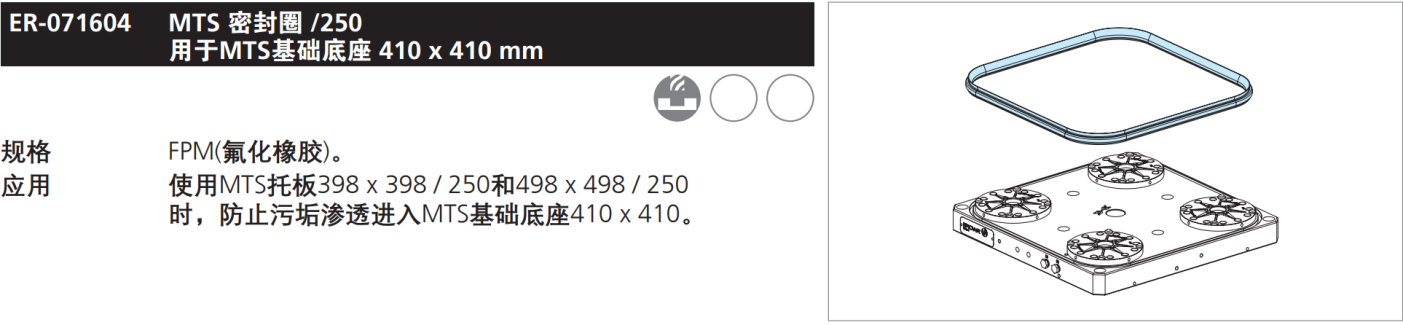 ER-071604 MTS 密封圈 /250
用于MTS基础底座 410 x 410 mm
规格 FPM(氟化橡胶)。
应用 使用MTS托板398 x 398 / 250和498 x 498 / 250
时，防止污垢渗透进入MTS基础底座410 x 410。